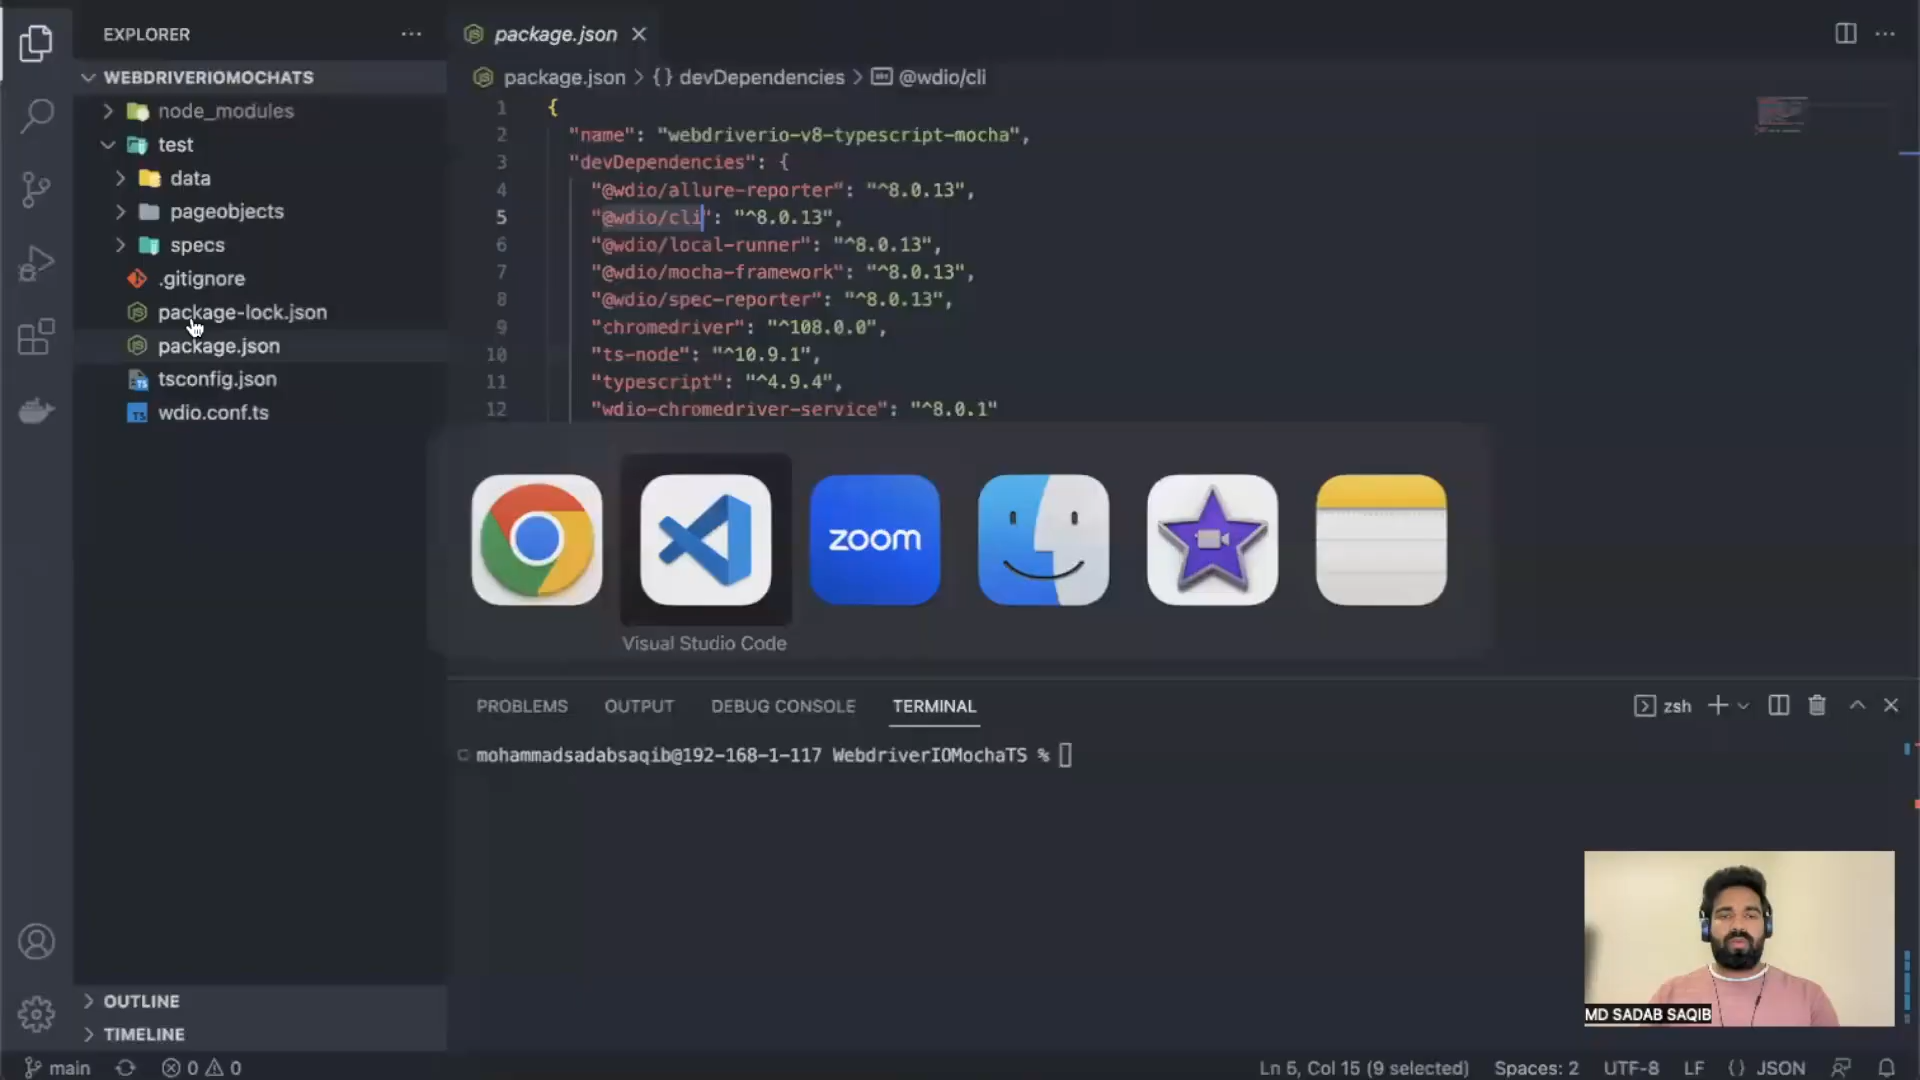 EXPLORER
WEBDRIVERIOMOCHATS
node_modules
test
data
pageobjects
specs
.gitignore
package-lock.json
package.json
tsconfig.json
wdio.conf.ts
OUTLINE
TIMELINE
package.json
package.json > {} devDependencies > @wdio/cli
1 {
2 "name": "webdriverio-v8-typescript-mocha",
3 "devDependencies": {
4 "@wdio/allure-reporter": "^8.0.13",
5 "@wdio/cli": "^8.0.13",
6 "@wdio/local-runner": "^8.0.13",
7 "@wdio/mocha-framework": "^8.0.13",
8 "@wdio/spec-reporter": "^8.0.13",
9 "chromedriver": "^108.0.0",
10 "ts-node": "^10.9.1",
11 "typescript": "^4.9.4",
12 "wdio-chromedriver-service": "^8.0.1"
zoom
Visual Studio Code
PROBLEMS OUTPUT DEBUG CONSOLE TERMINAL
zsh
mohammadsadabsaqib@192-168-1-117 WebdriverIOMochaTS %
MD SADAB SAQIB
main 0 0 Ln 5, Col 15 (9 selected) Spaces: 2 UTF-8 LF {} JSON